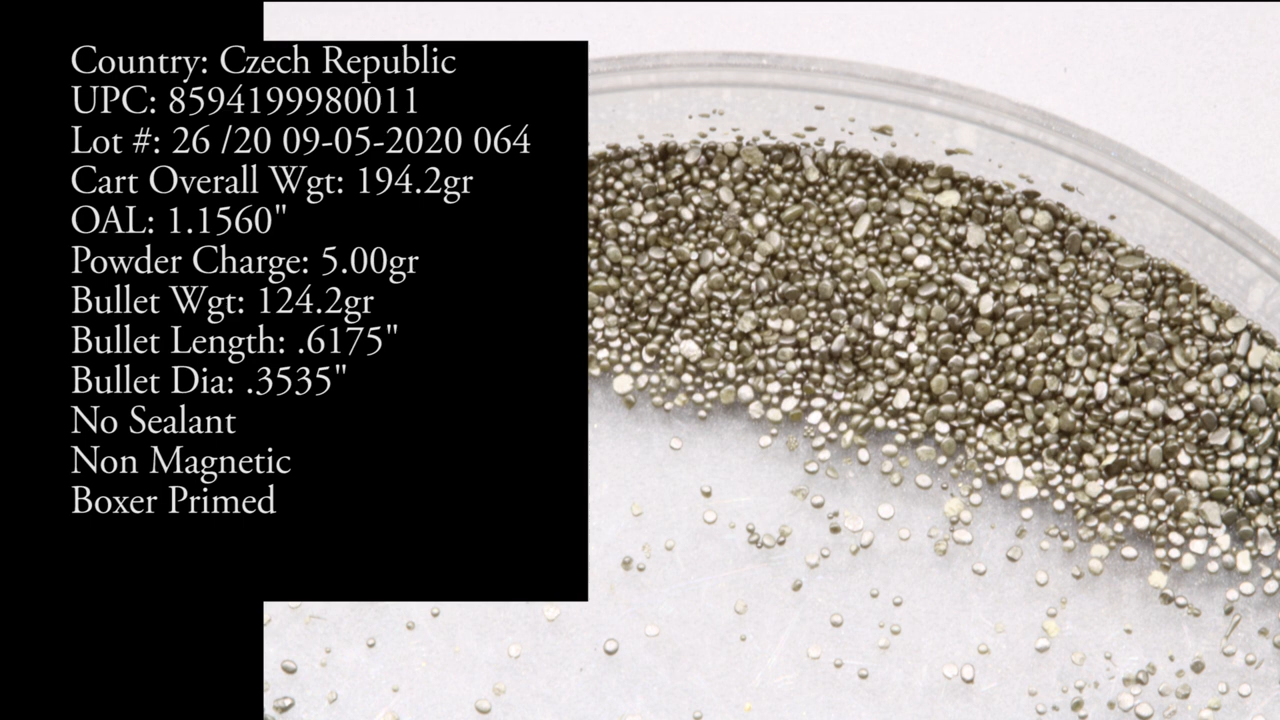 Country: Czech Republic
UPC: 8594199980011
Lot #: 26 /20 09-05-2020 064
Cart Overall Wgt: 194.2gr
OAL: 1.1560"
Powder Charge: 5.00gr
Bullet Wgt: 124.2gr
Bullet Length: .6175"
Bullet Dia: .3535"
No Sealant
Non Magnetic
Boxer Primed